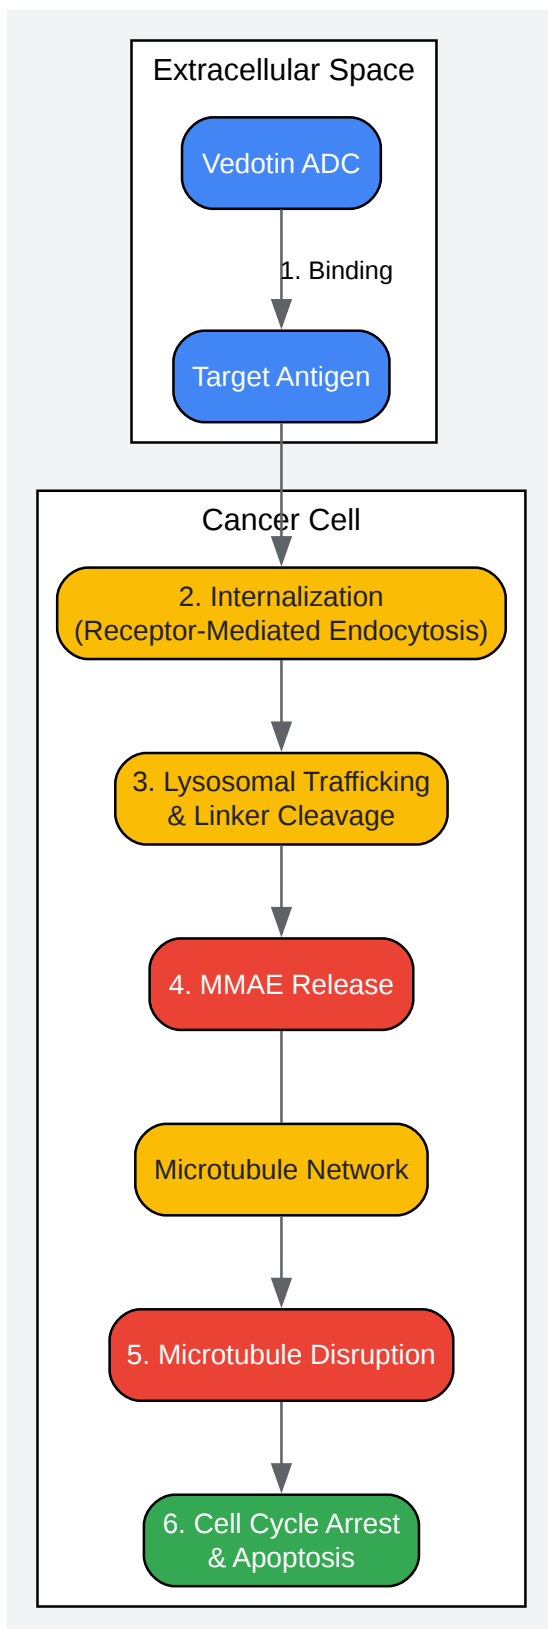 Extracellular Space
Vedotin ADC
1. Binding
Target Antigen
Cancer Cell
2. Internalization
(Receptor-Mediated Endocytosis)
3. Lysosomal Trafficking
& Linker Cleavage
4. MMAE Release
Microtubule Network
5. Microtubule Disruption
6. Cell Cycle Arrest
& Apoptosis